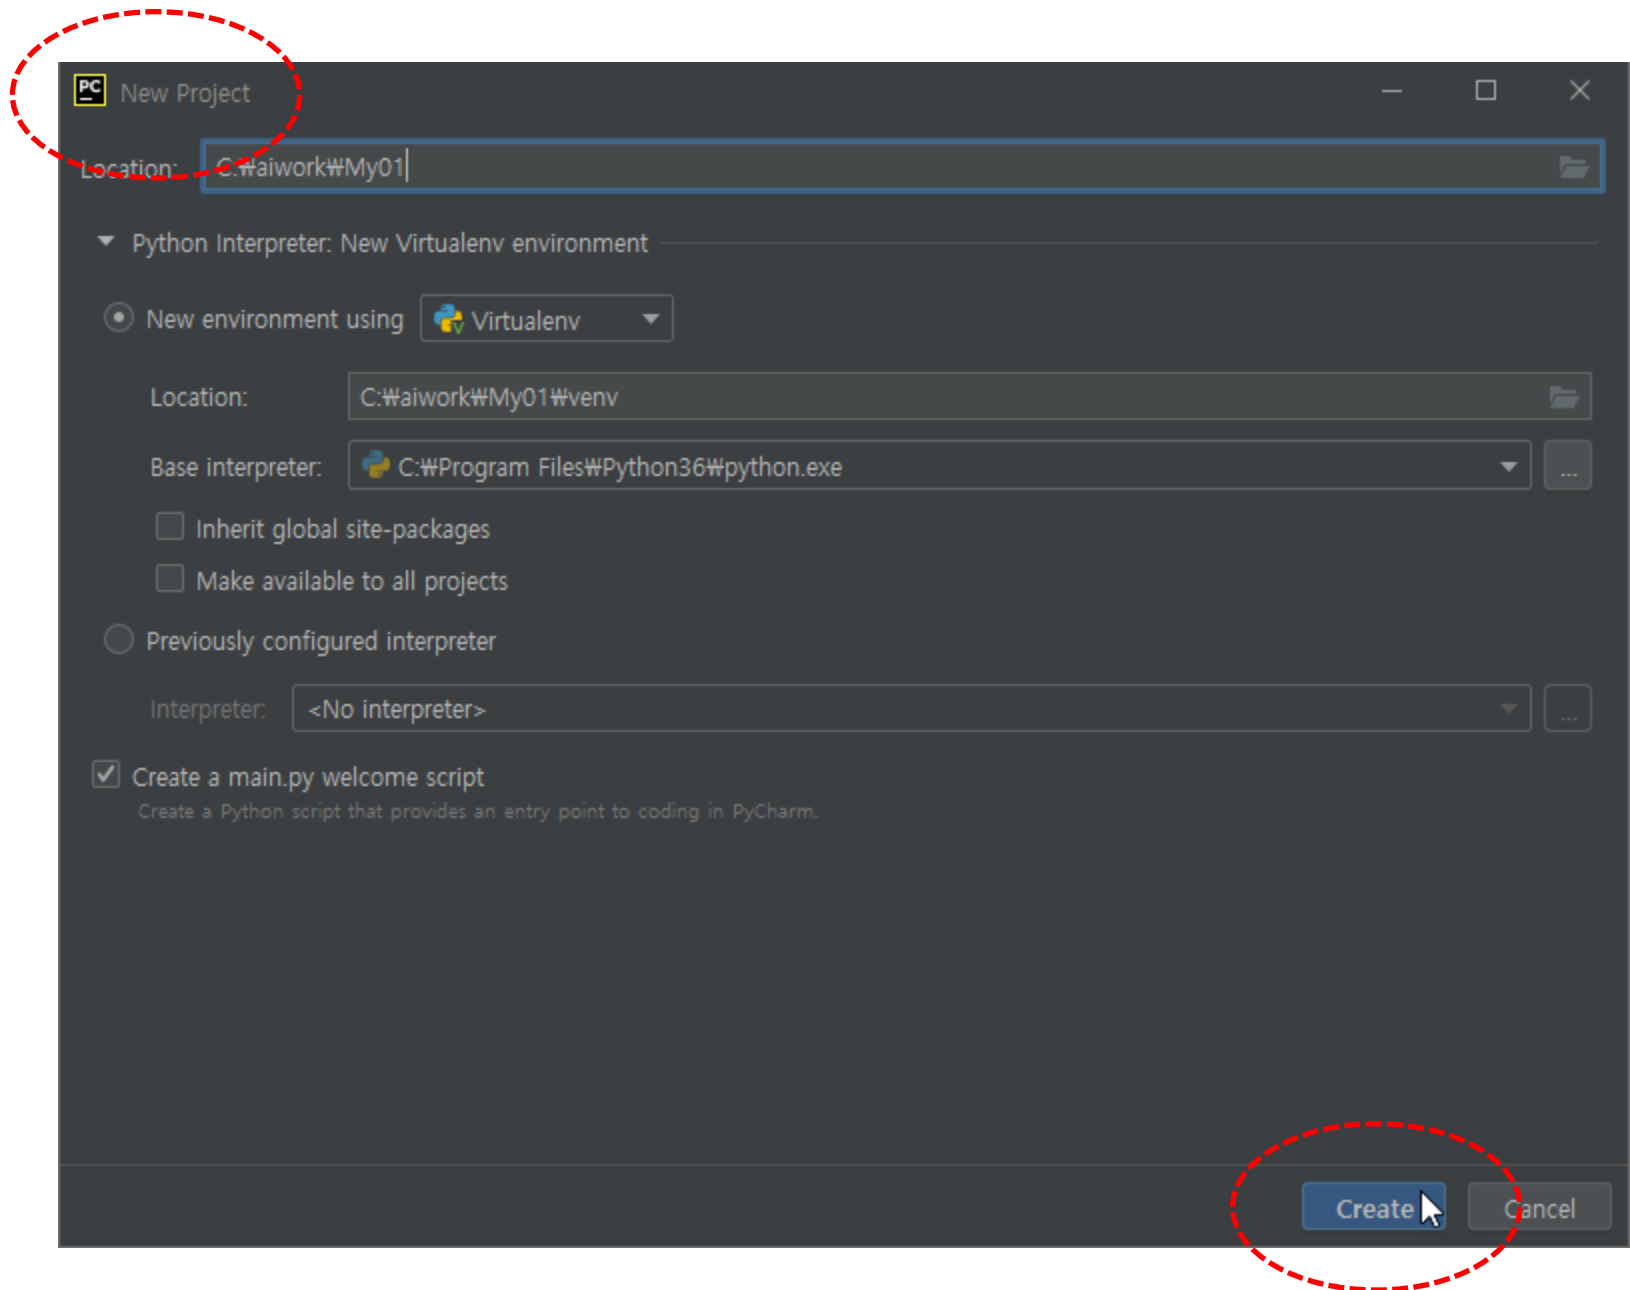 PC New Project
Location: C:₩aiwork₩My01
Python Interpreter: New Virtualenv environment
New environment using Virtualenv
Location: C:₩aiwork₩My01₩venv
Base interpreter: C:₩Program Files₩Python36₩python.exe ...
Inherit global site-packages
Make available to all projects
Previously configured interpreter
Interpreter: <No interpreter> ...
Create a main.py welcome script
Create a Python script that provides an entry point to coding in PyCharm.
Create Cancel